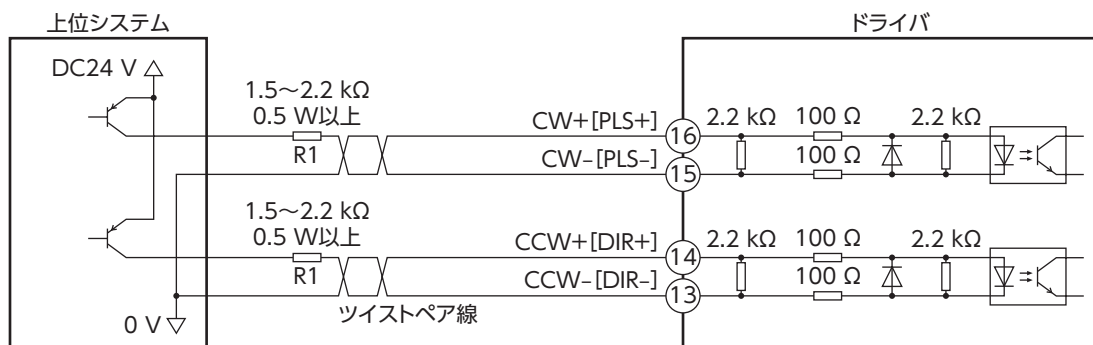 上位システム
ドライバ
DC24 V
1.5～2.2 kΩ
0.5 W以上
R1
CW+[PLS+]
CW–[PLS–]
16
15
2.2 kΩ
100 Ω
100 Ω
2.2 kΩ
1.5～2.2 kΩ
0.5 W以上
R1
CCW+[DIR+]
CCW–[DIR–]
14
13
2.2 kΩ
100 Ω
100 Ω
2.2 kΩ
ツイストペア線
0 V